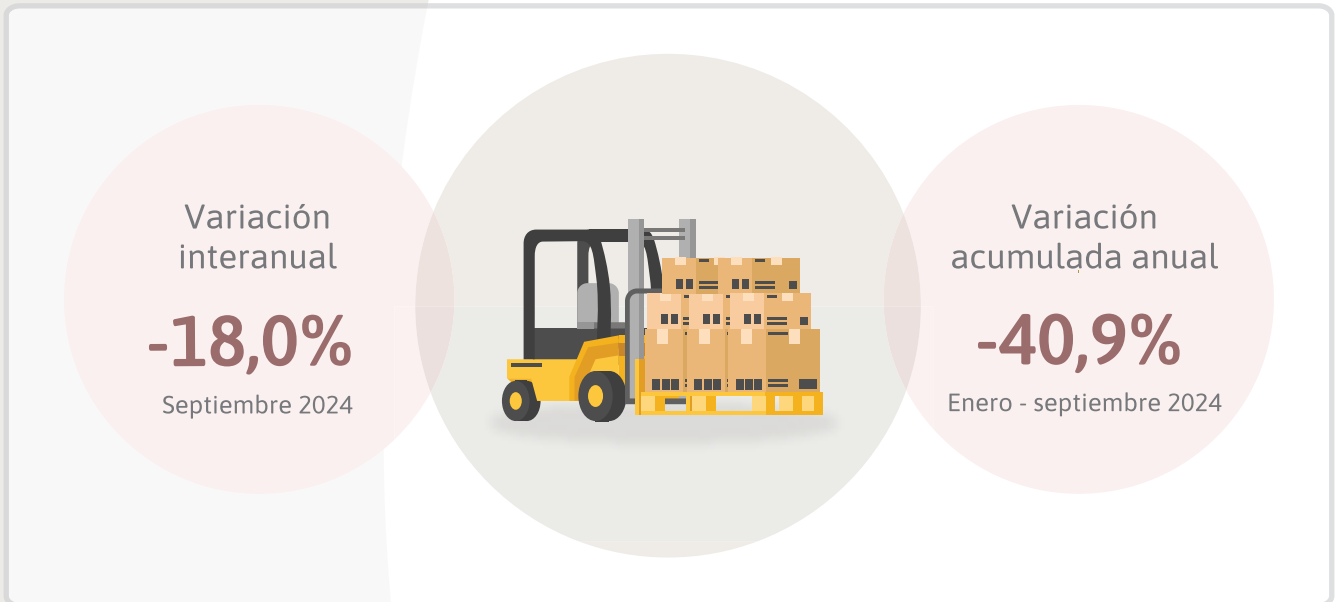 Variación
interanual
-18,0%
Septiembre 2024
Variación
acumulada anual
-40,9%
Enero - septiembre 2024